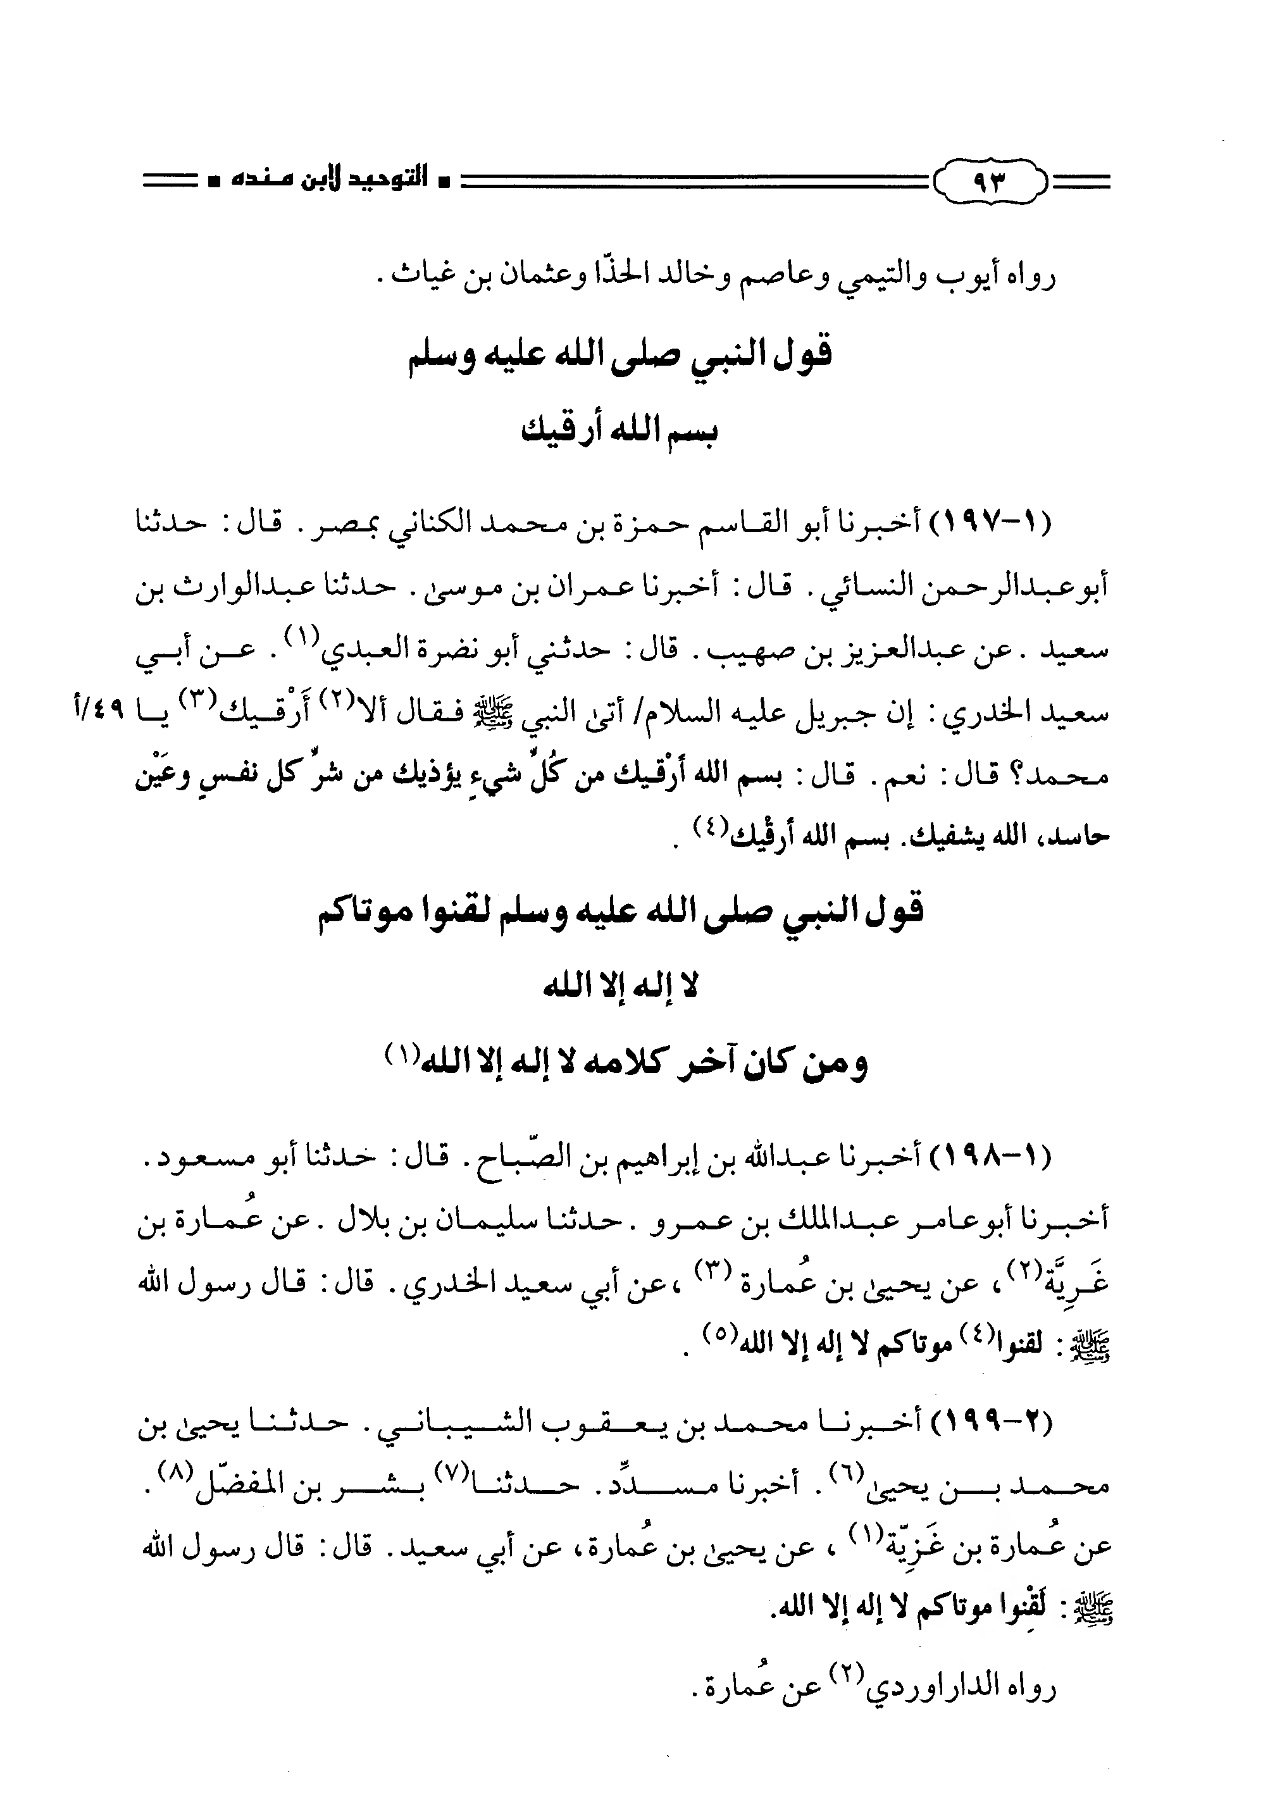 ٩٣ ■ التوحيد لابن منده ■
رواه أيوب والتيمي وعاصم وخالد الحذّا وعثمان بن غياث .
قول النبي صلى الله عليه وسلم
بسم الله أرقيك
(١-١٩٧) أخبرنا أبو القاسم حمزة بن محمد الكناني بمصر . قال : حدثنا
أبو عبدالرحمن النسائي . قال : أخبرنا عمران بن موسىٰ . حدثنا عبدالوارث بن
سعيد . عن عبدالعزيز بن صهيب . قال : حدثني أبو نضرة العبدي(١) . عن أبي
سعيد الخدري : إن جبريل عليه السلام/ أتىٰ النبي ﷺ فقال ألا(٢) أَرْقيك(٣) يا ٤٩/أ
محمد؟ قال : نعم . قال : بسم الله أرْقيك من كُلِّ شيءٍ يؤذيك من شرِّ كل نفسٍ وعَيْن
حاسد، الله يشفيك. بسم الله أرقْيك(٤) .
قول النبي صلى الله عليه وسلم لقنوا موتاكم
لا إله إلا الله
ومن كان آخر كلامه لا إله إلا الله(١)
(١-١٩٨) أخبرنا عبدالله بن إبراهيم بن الصّباح . قال : حدثنا أبو مسعود .
أخبرنا أبو عامر عبدالملك بن عمرو . حدثنا سليمان بن بلال . عن عُمارة بن
غَزِيَّة(٢) ، عن يحيىٰ بن عُمارة (٣) ، عن أبي سعيد الخدري . قال : قال رسول الله
ﷺ : لقنوا(٤) موتاكم لا إله إلا الله(٥) .
(٢-١٩٩) أخبرنا محمد بن يعقوب الشيباني . حدثنا يحيىٰ بن
محمد بن يحيىٰ(٦) . أخبرنا مسدَّد . حدثنا(٧) بشر بن المفضّل(٨) .
عن عُمارة بن غَزِيّة(١) ، عن يحيىٰ بن عُمارة، عن أبي سعيد . قال : قال رسول الله
ﷺ : لَقِّنوا موتاكم لا إله إلا الله.
رواه الداراوردي(٢) عن عُمارة .